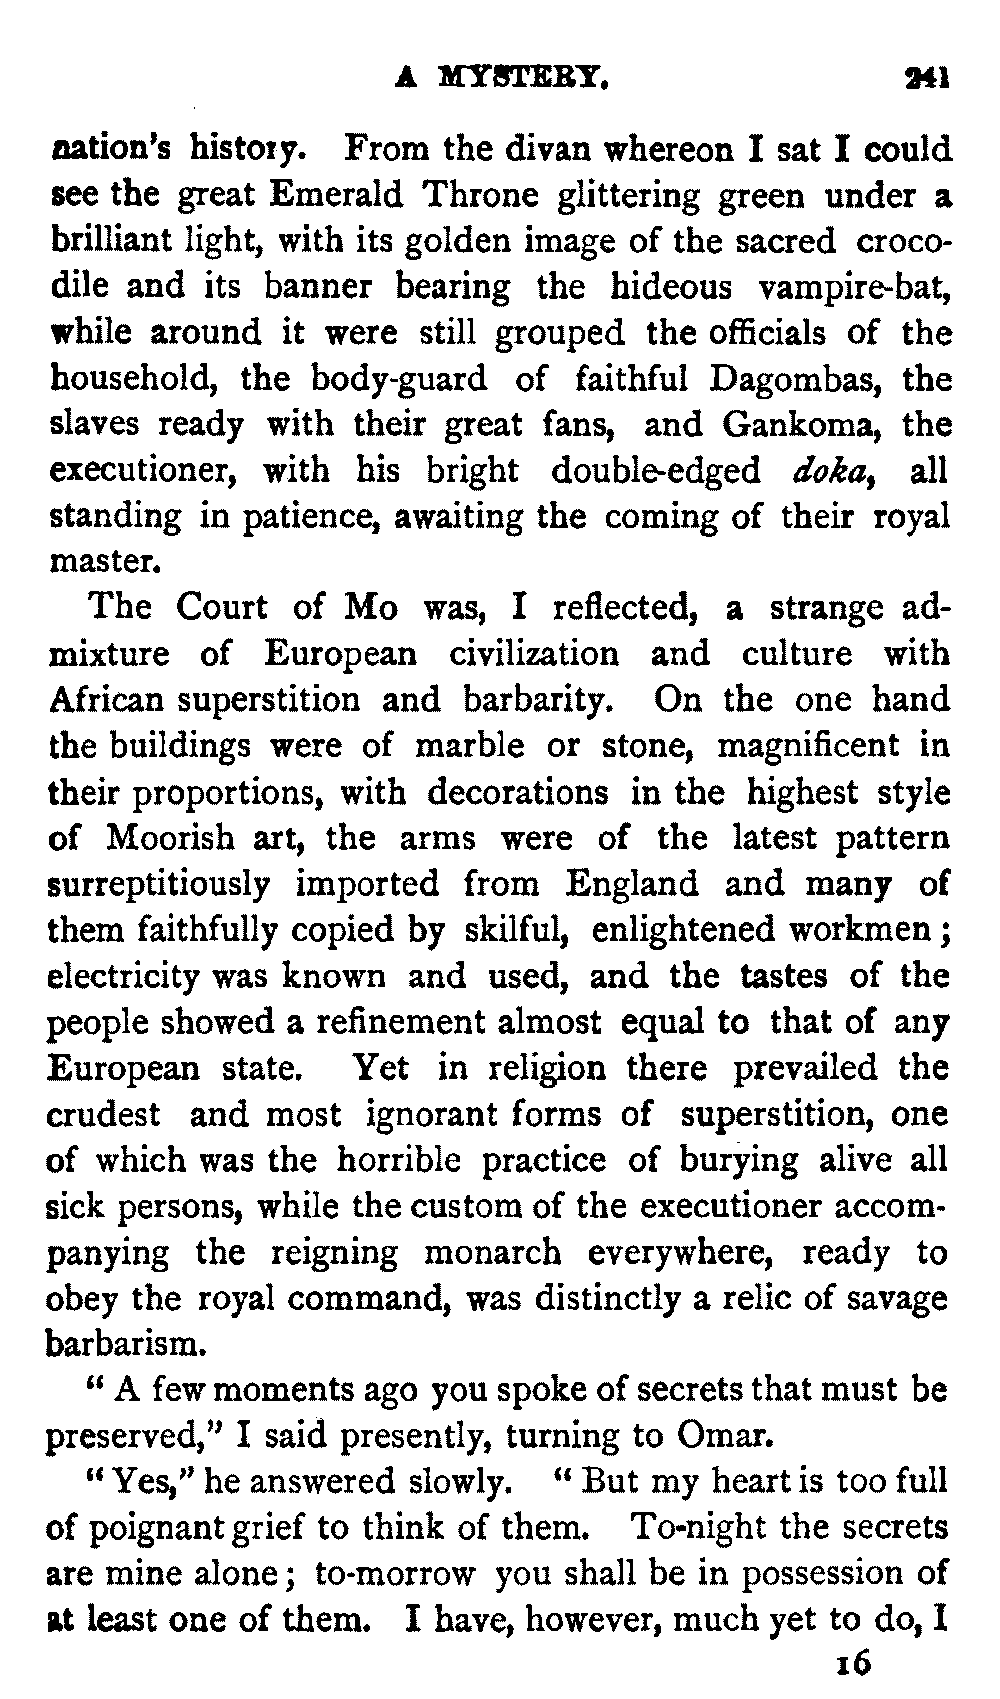 A MYSTERY. 241
nation's history. From the divan whereon I sat I could
see the great Emerald Throne glittering green under a
brilliant light, with its golden image of the sacred croco-
dile and its banner bearing the hideous vampire-bat,
while around it were still grouped the officials of the
household, the body-guard of faithful Dagombas, the
slaves ready with their great fans, and Gankoma, the
executioner, with his bright double-edged doka, all
standing in patience, awaiting the coming of their royal
master.
The Court of Mo was, I reflected, a strange ad-
mixture of European civilization and culture with
African superstition and barbarity. On the one hand
the buildings were of marble or stone, magnificent in
their proportions, with decorations in the highest style
of Moorish art, the arms were of the latest pattern
surreptitiously imported from England and many of
them faithfully copied by skilful, enlightened workmen;
electricity was known and used, and the tastes of the
people showed a refinement almost equal to that of any
European state. Yet in religion there prevailed the
crudest and most ignorant forms of superstition, one
of which was the horrible practice of burying alive all
sick persons, while the custom of the executioner accom-
panying the reigning monarch everywhere, ready to
obey the royal command, was distinctly a relic of savage
barbarism.
"A few moments ago you spoke of secrets that must be
preserved," I said presently, turning to Omar.
"Yes," he answered slowly. "But my heart is too full
of poignant grief to think of them. To-night the secrets
are mine alone; to-morrow you shall be in possession of
at least one of them. I have, however, much yet to do, I
16